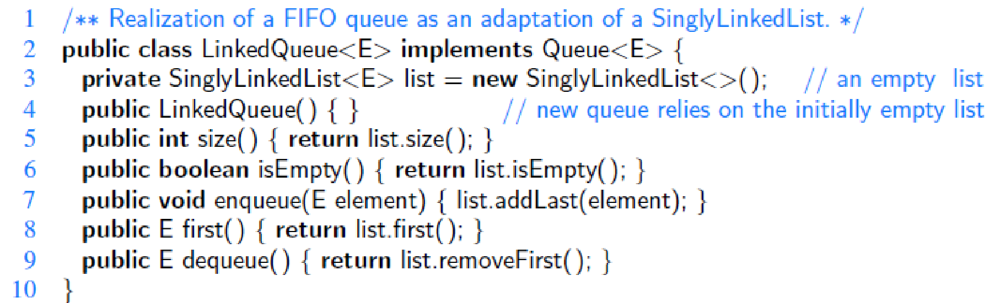 1 /** Realization of a FIFO queue as an adaptation of a SinglyLinkedList. */
2 public class LinkedQueue<E> implements Queue<E> {
3 private SinglyLinkedList<E> list = new SinglyLinkedList<>(); // an empty list
4 public LinkedQueue() { } // new queue relies on the initially empty list
5 public int size() { return list.size(); }
6 public boolean isEmpty() { return list.isEmpty(); }
7 public void enqueue(E element) { list.addLast(element); }
8 public E first() { return list.first(); }
9 public E dequeue() { return list.removeFirst(); }
10 }